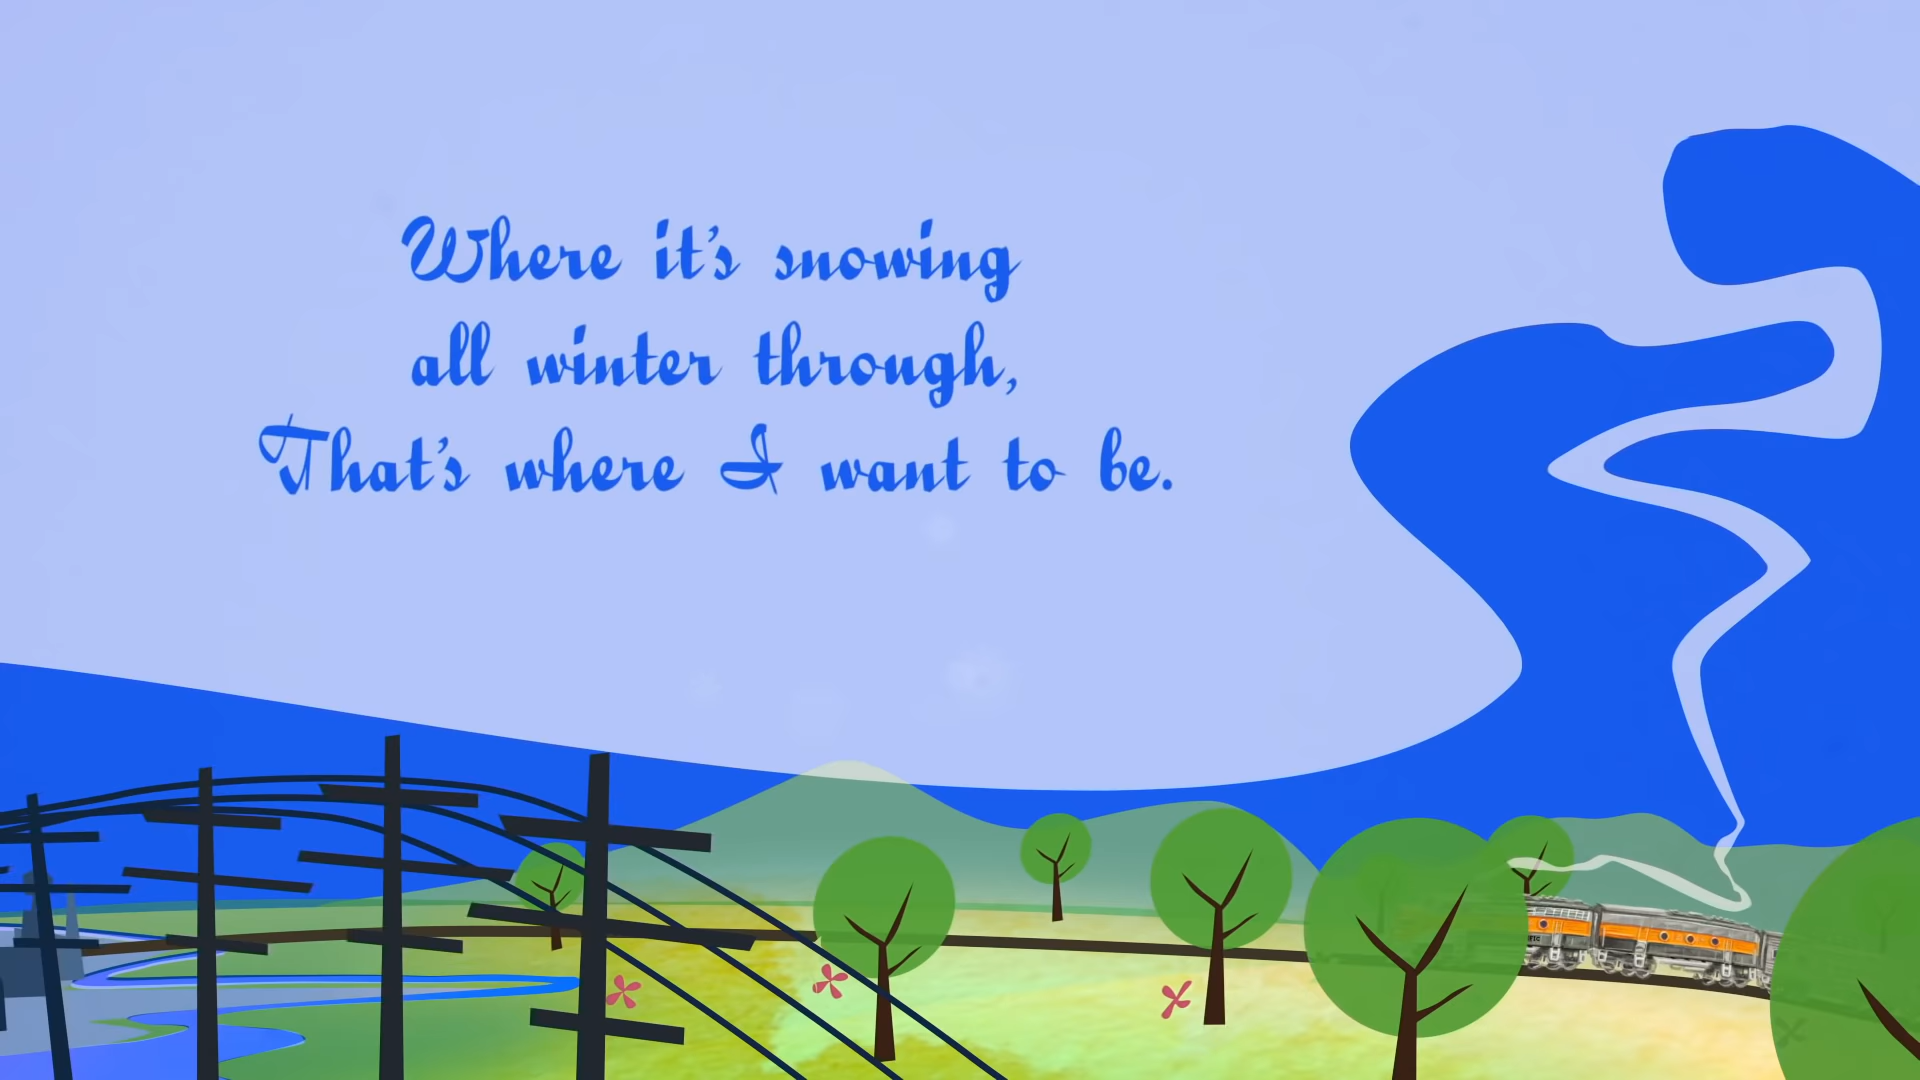 Where it's snowing
all winter through,
That's where I want to be.